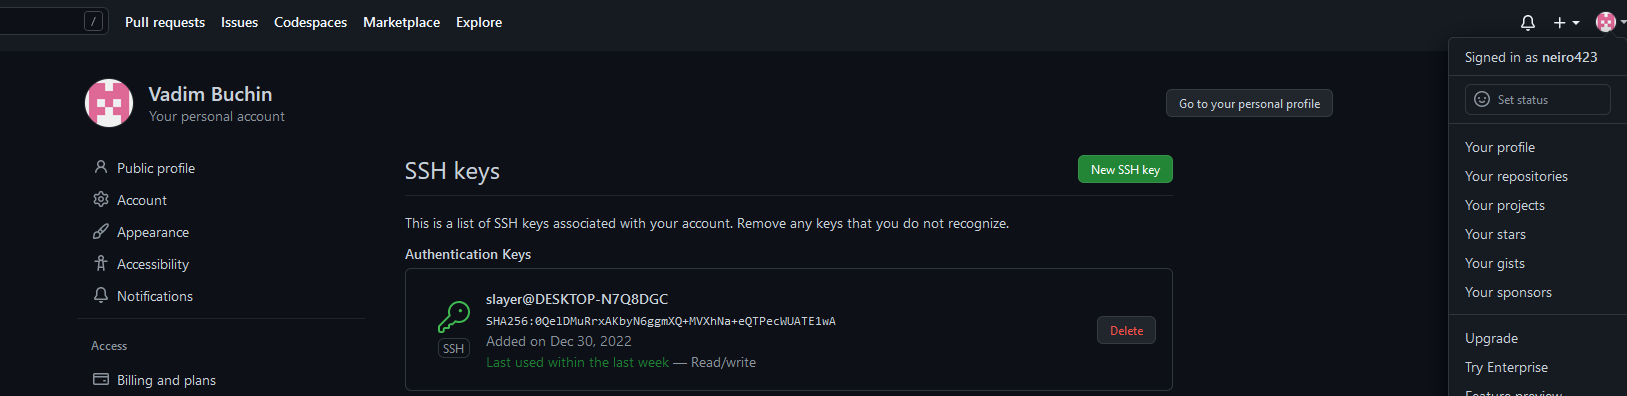 / Pull requests Issues Codespaces Marketplace Explore
Signed in as neiro423
Set status
Your profile
Your repositories
Your projects
Your stars
Your gists
Your sponsors
Upgrade
Try Enterprise
Feature preview
Vadim Buchin
Your personal account
Go to your personal profile
Public profile
Account
Appearance
Accessibility
Notifications
Access
Billing and plans
SSH keys
New SSH key
This is a list of SSH keys associated with your account. Remove any keys that you do not recognize.
Authentication Keys
slayer@DESKTOP-N7Q8DGC
SHA256:0QelDMuRrxAKbyN6ggmXQ+MVXhNa+eQTPecWUATE1wA
Added on Dec 30, 2022
Last used within the last week — Read/write
SSH
Delete